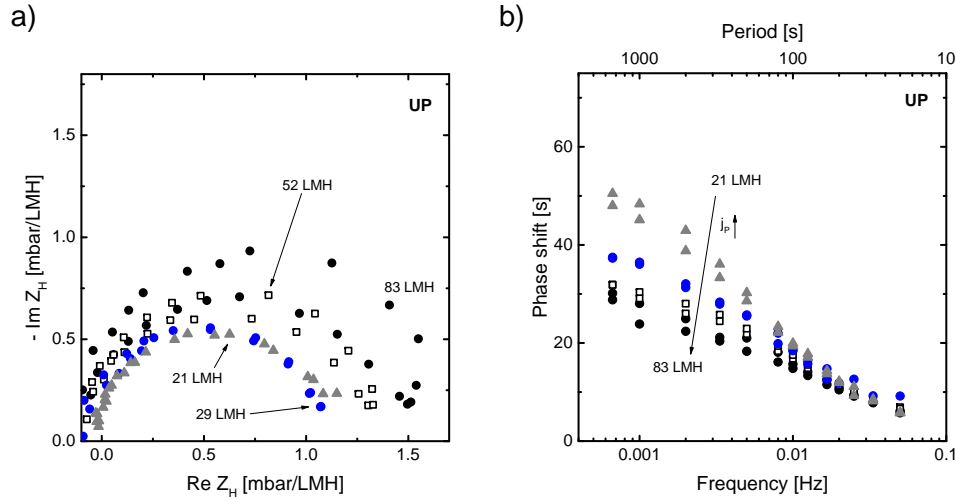 a)
UP
1.5
1.0
0.5
0.0
- Im Z_H [mbar/LMH]
52 LMH
83 LMH
21 LMH
29 LMH
0.0 0.5 1.0 1.5
Re Z_H [mbar/LMH]
b)
Period [s]
1000 100 10
UP
60
40
20
0
Phase shift [s]
21 LMH
j_P
83 LMH
0.001 0.01 0.1
Frequency [Hz]